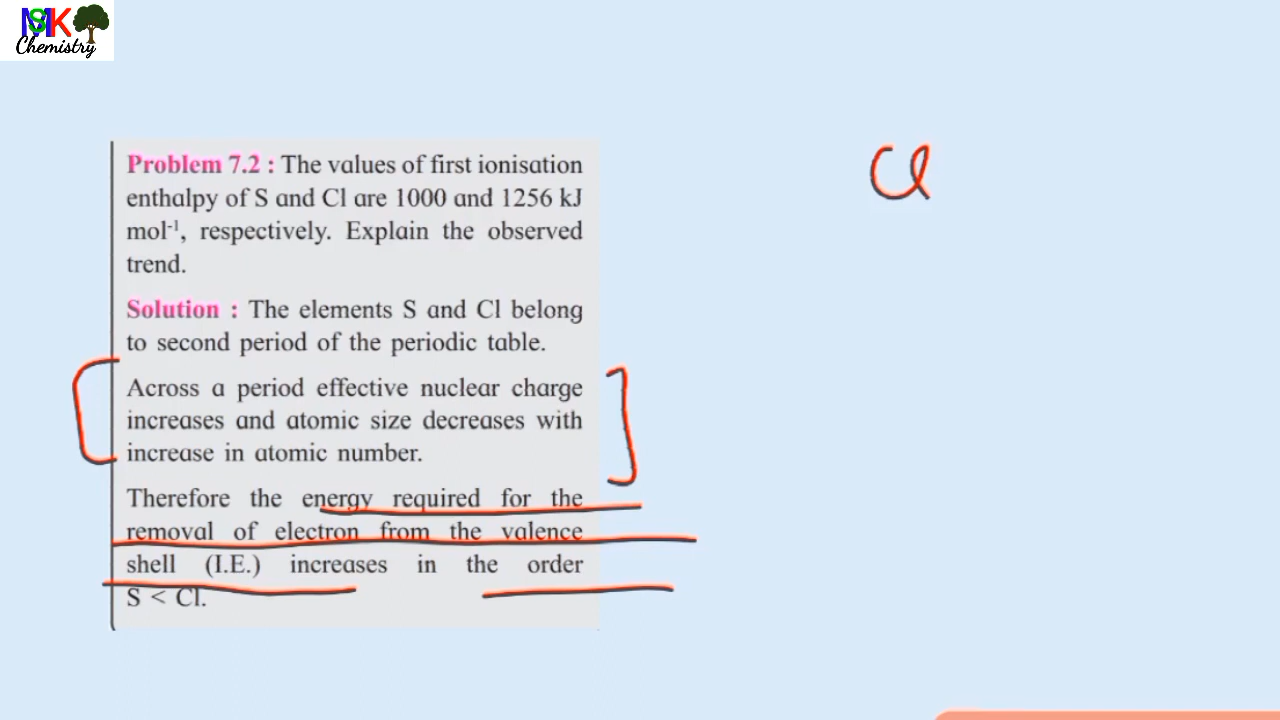 MSK
Chemistry
Problem 7.2 : The values of first ionisation
enthalpy of S and Cl are 1000 and 1256 kJ
mol⁻¹, respectively. Explain the observed
trend.
Solution : The elements S and Cl belong
to second period of the periodic table.
Across a period effective nuclear charge
increases and atomic size decreases with
increase in atomic number.
Therefore the energy required for the
removal of electron from the valence
shell (I.E.) increases in the order
S < Cl.
Cl